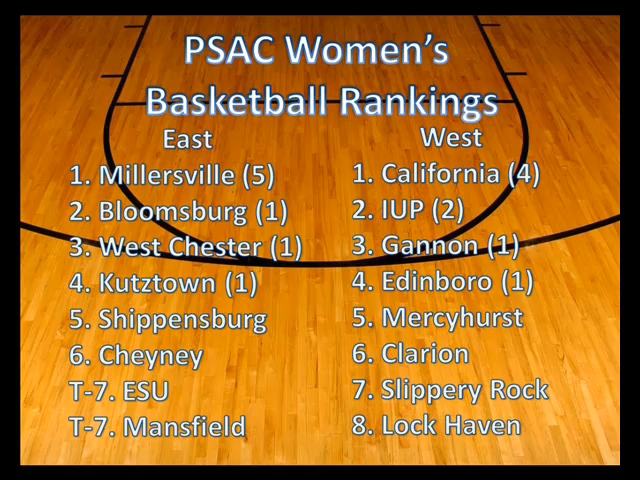 PSAC Women's
Basketball Rankings
East
1. Millersville (5)
2. Bloomsburg (1)
3. West Chester (1)
4. Kutztown (1)
5. Shippensburg
6. Cheyney
T-7. ESU
T-7. Mansfield
West
1. California (4)
2. IUP (2)
3. Gannon (1)
4. Edinboro (1)
5. Mercyhurst
6. Clarion
7. Slippery Rock
8. Lock Haven